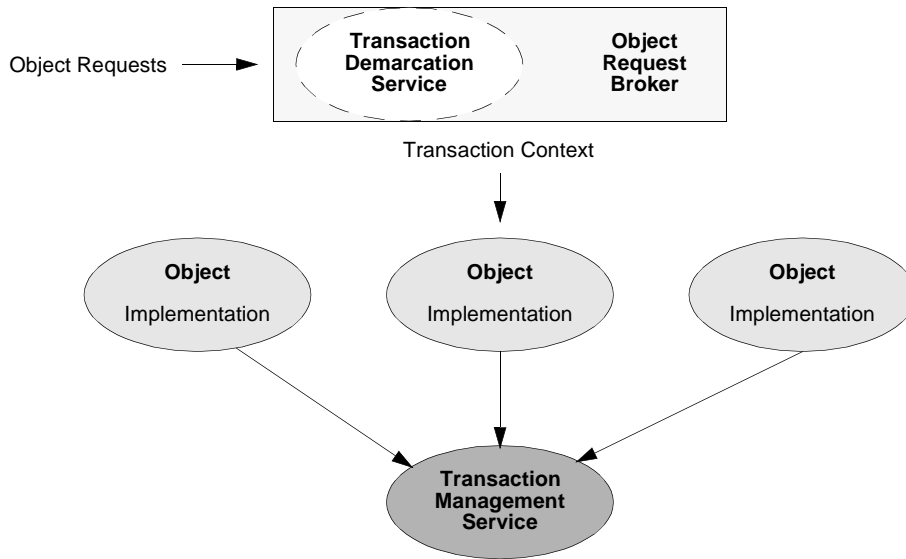 Object Requests
Transaction
Demarcation
Service
Object
Request
Broker
Transaction Context
Object
Implementation
Object
Implementation
Object
Implementation
Transaction
Management
Service